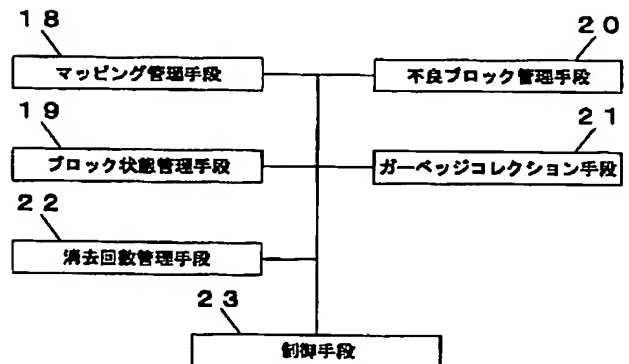 18
マッピング管理手段
20
不良ブロック管理手段
19
ブロック状態管理手段
21
ガーベッジコレクション手段
22
消去回数管理手段
23
制御手段